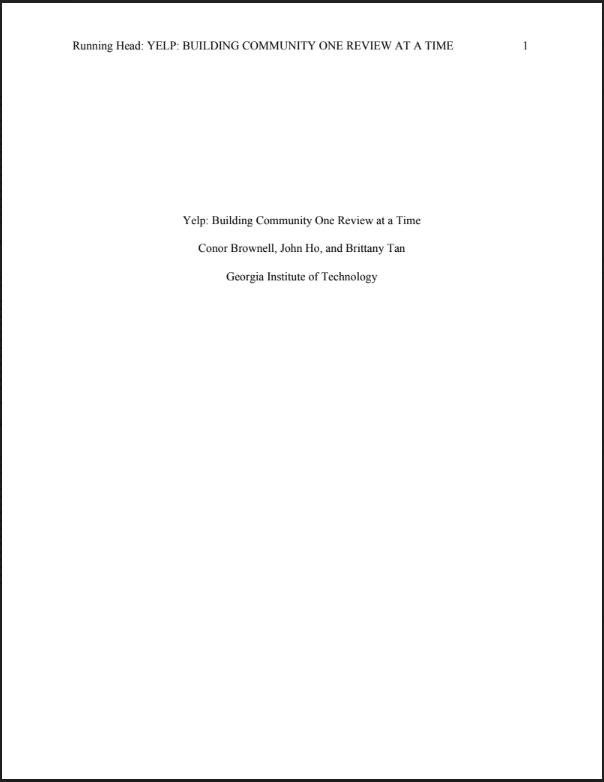 Running Head: YELP: BUILDING COMMUNITY ONE REVIEW AT A TIME 1
Yelp: Building Community One Review at a Time
Conor Brownell, John Ho, and Brittany Tan
Georgia Institute of Technology